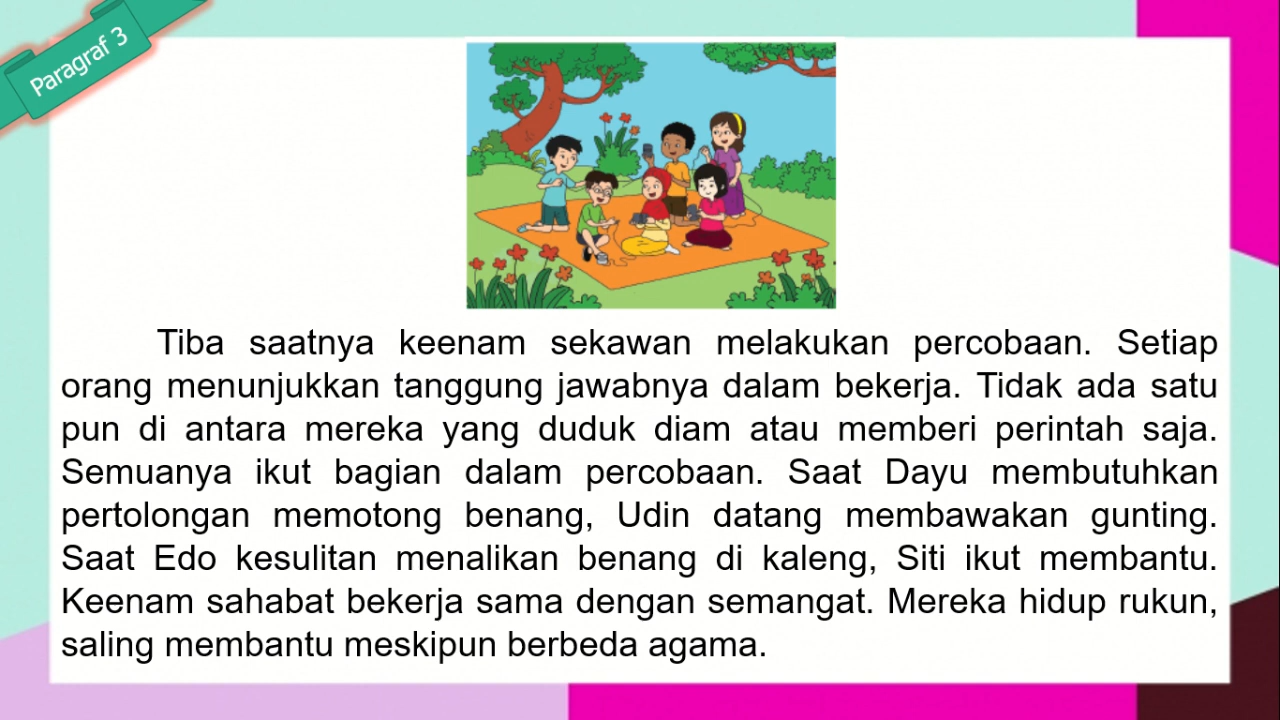 Paragraf 3
Tiba saatnya keenam sekawan melakukan percobaan. Setiap
orang menunjukkan tanggung jawabnya dalam bekerja. Tidak ada satu
pun di antara mereka yang duduk diam atau memberi perintah saja.
Semuanya ikut bagian dalam percobaan. Saat Dayu membutuhkan
pertolongan memotong benang, Udin datang membawakan gunting.
Saat Edo kesulitan menalikan benang di kaleng, Siti ikut membantu.
Keenam sahabat bekerja sama dengan semangat. Mereka hidup rukun,
saling membantu meskipun berbeda agama.